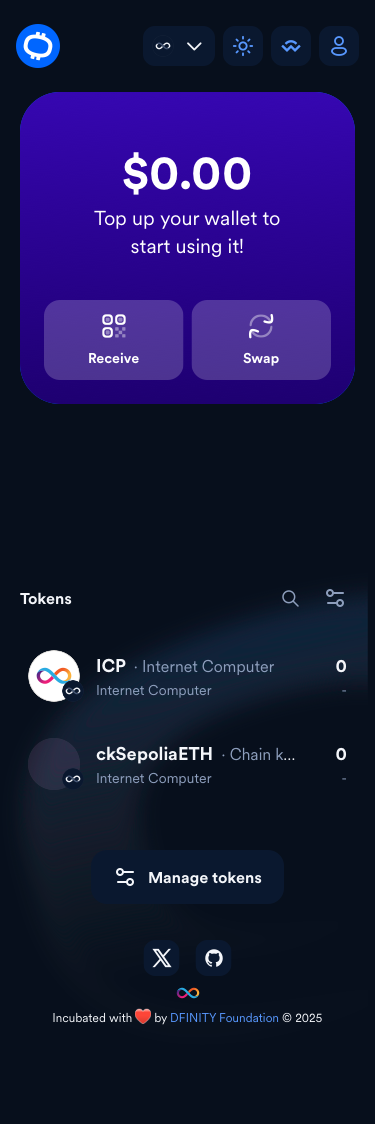 $0.00
Top up your wallet to
start using it!
Receive
Swap
Tokens
ICP · Internet Computer 0
Internet Computer -
ckSepoliaETH · Chain k... 0
Internet Computer -
Manage tokens
Incubated with ❤️ by DFINITY Foundation © 2025